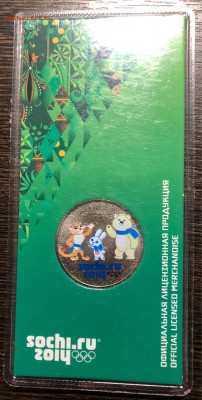 SOCHI.RU
2014
sochi.ru
2014
ОФИЦИАЛЬНАЯ ЛИЦЕНЗИОННАЯ ПРОДУКЦИЯ
OFFICIAL LICENSED MERCHANDISE